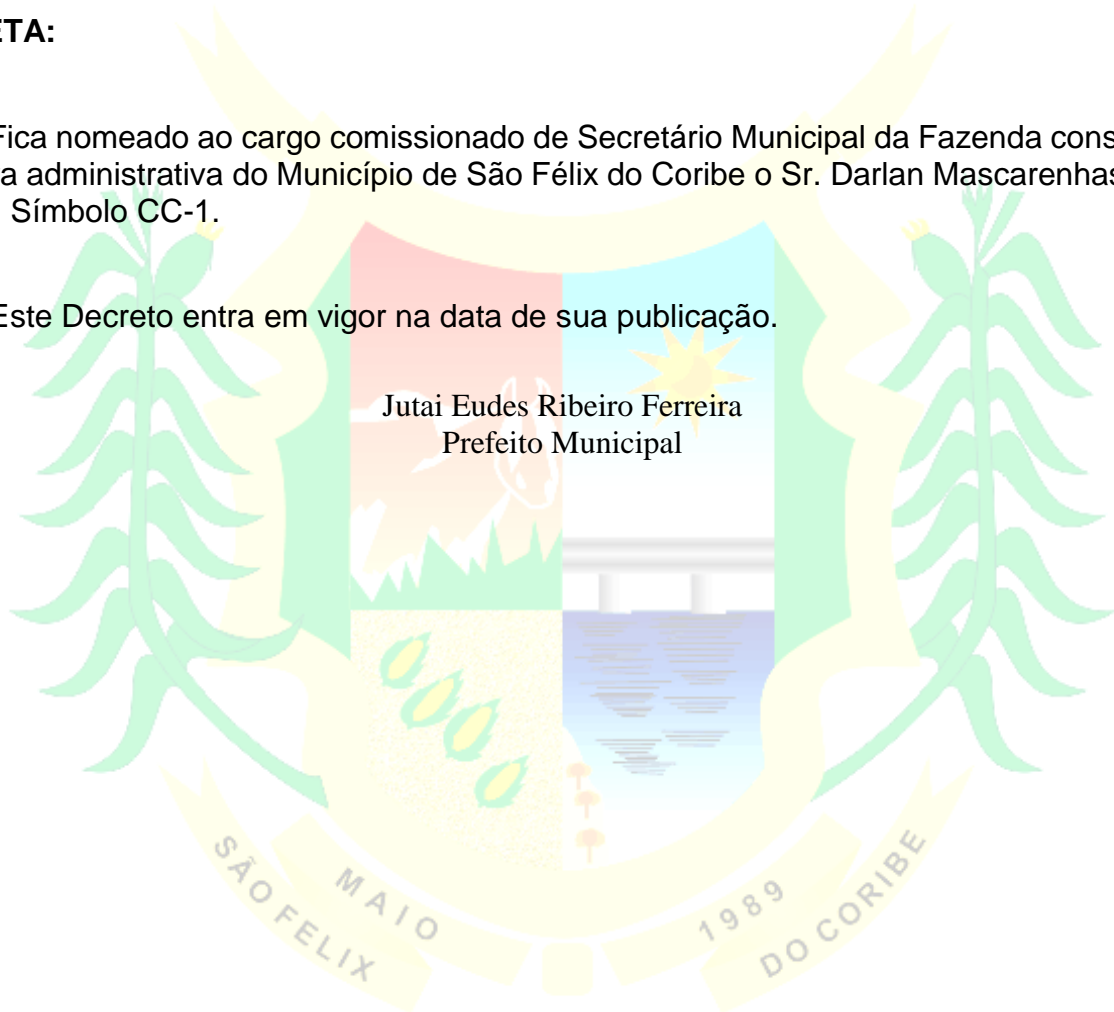 ETA:
Fica nomeado ao cargo comissionado de Secretário Municipal da Fazenda cons
a administrativa do Município de São Félix do Coribe o Sr. Darlan Mascarenhas
Símbolo CC-1.
Este Decreto entra em vigor na data de sua publicação.
Jutai Eudes Ribeiro Ferreira
Prefeito Municipal
SÃO FELIX MAIO 1989 DO CORIBE